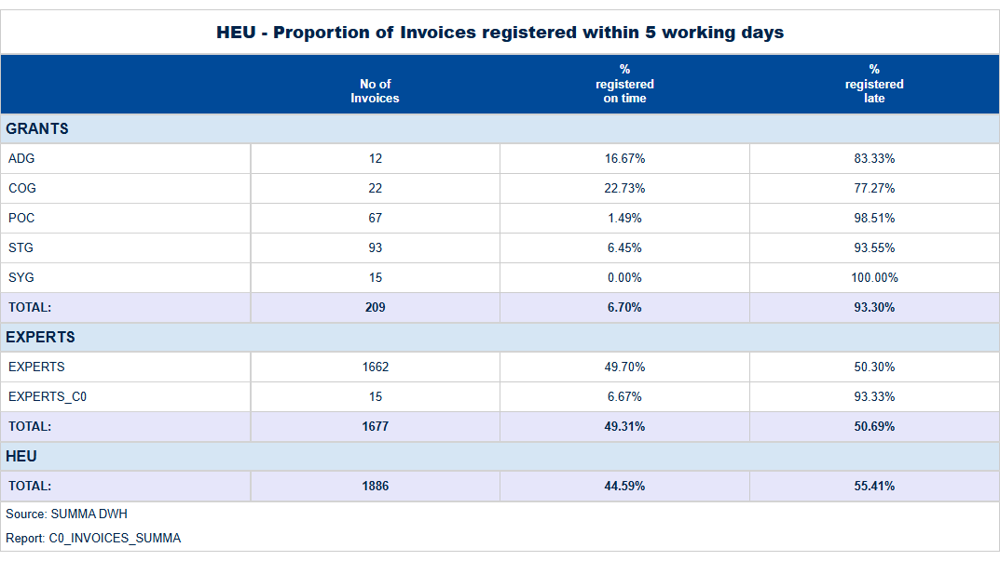 HEU - Proportion of Invoices registered within 5 working days
No of
Invoices
%
registered
on time
%
registered
late
GRANTS
ADG 12 16.67% 83.33%
COG 22 22.73% 77.27%
POC 67 1.49% 98.51%
STG 93 6.45% 93.55%
SYG 15 0.00% 100.00%
TOTAL: 209 6.70% 93.30%
EXPERTS
EXPERTS 1662 49.70% 50.30%
EXPERTS_C0 15 6.67% 93.33%
TOTAL: 1677 49.31% 50.69%
HEU
TOTAL: 1886 44.59% 55.41%
Source: SUMMA DWH
Report: C0_INVOICES_SUMMA